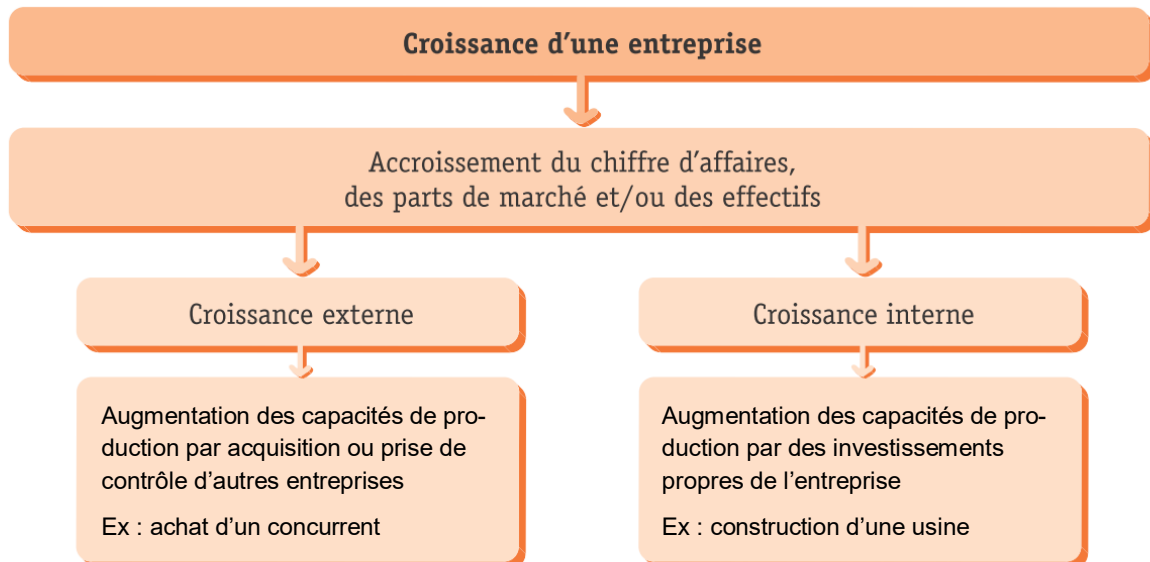 Croissance d’une entreprise
Accroissement du chiffre d’affaires,
des parts de marché et/ou des effectifs
Croissance externe
Augmentation des capacités de pro-
duction par acquisition ou prise de
contrôle d’autres entreprises
Ex : achat d’un concurrent
Croissance interne
Augmentation des capacités de pro-
duction par des investissements
propres de l’entreprise
Ex : construction d’une usine